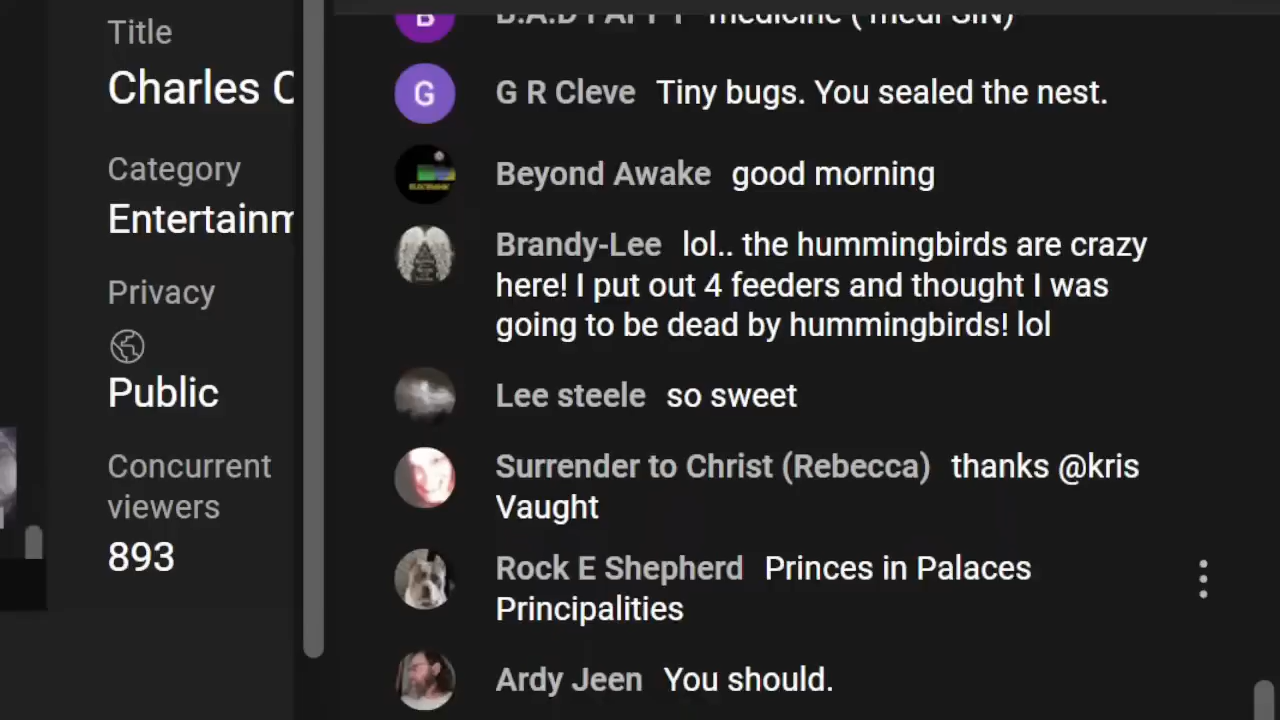 Title
Charles C
Category
Entertainm
Privacy
Public
Concurrent
viewers
893
medicine ( medi SIN)
G R Cleve Tiny bugs. You sealed the nest.
Beyond Awake good morning
Brandy-Lee lol.. the hummingbirds are crazy
here! I put out 4 feeders and thought I was
going to be dead by hummingbirds! lol
Lee steele so sweet
Surrender to Christ (Rebecca) thanks @kris
Vaught
Rock E Shepherd Princes in Palaces
Principalities
Ardy Jeen You should.